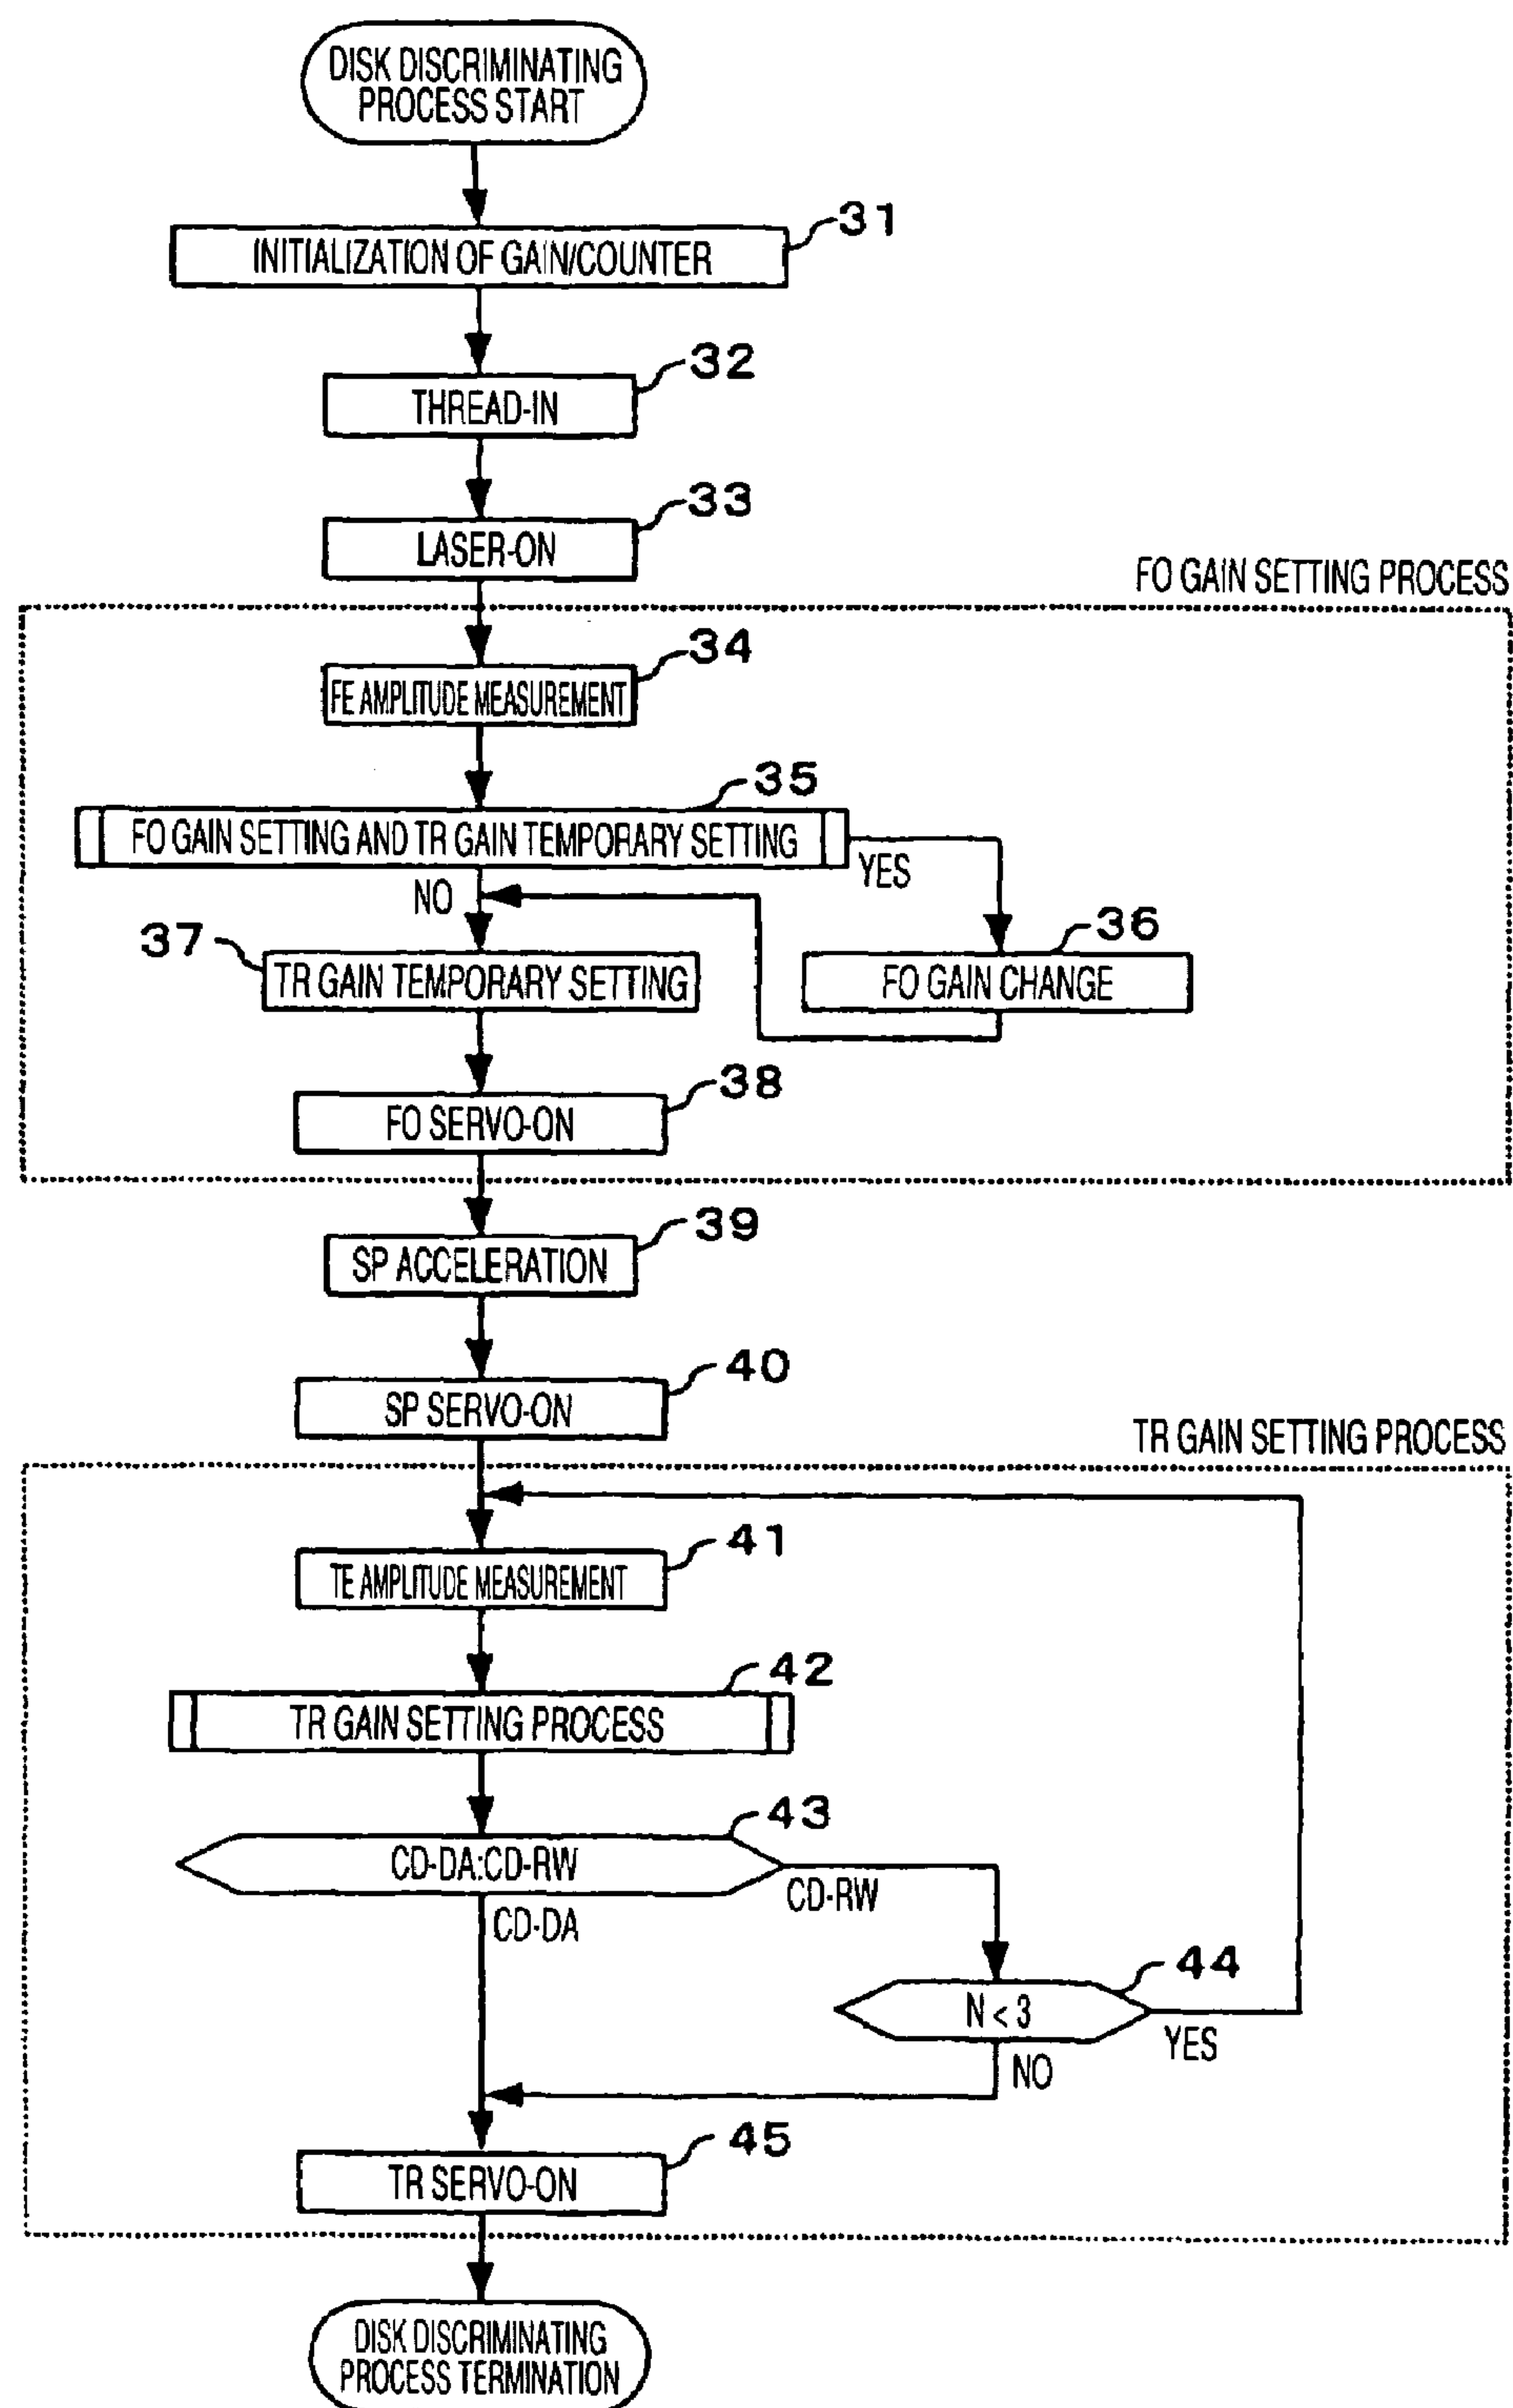 DISK DISCRIMINATING
PROCESS START
31
INITIALIZATION OF GAIN/COUNTER
32
THREAD-IN
33
LASER-ON
FO GAIN SETTING PROCESS
34
FE AMPLITUDE MEASUREMENT
35
FO GAIN SETTING AND TR GAIN TEMPORARY SETTING
YES
NO
36
37
TR GAIN TEMPORARY SETTING
FO GAIN CHANGE
38
FO SERVO-ON
39
SP ACCELERATION
40
SP SERVO-ON
TR GAIN SETTING PROCESS
41
TE AMPLITUDE MEASUREMENT
42
TR GAIN SETTING PROCESS
43
CD-DA:CD-RW
CD-RW
CD-DA
44
N < 3
YES
NO
45
TR SERVO-ON
DISK DISCRIMINATING
PROCESS TERMINATION